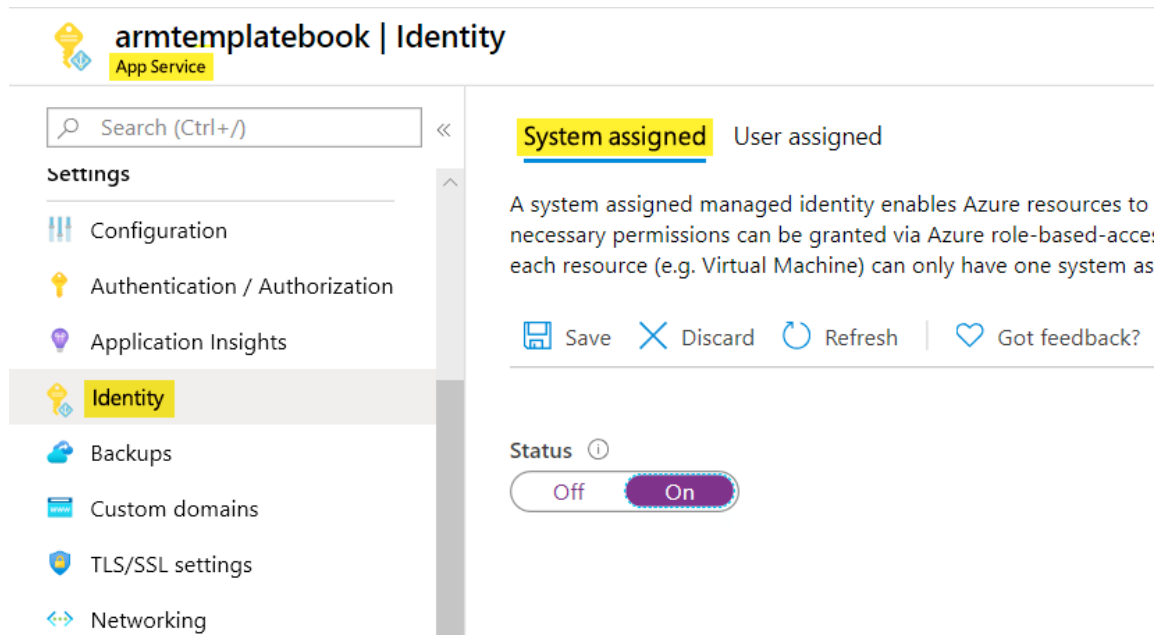 armtemplatebook | Identity
App Service
Search (Ctrl+/)
«
Settings
Configuration
Authentication / Authorization
Application Insights
Identity
Backups
www
Custom domains
TLS/SSL settings
Networking
System assigned User assigned
A system assigned managed identity enables Azure resources to
necessary permissions can be granted via Azure role-based-acces
each resource (e.g. Virtual Machine) can only have one system as
Save Discard Refresh Got feedback?
Status
Off On